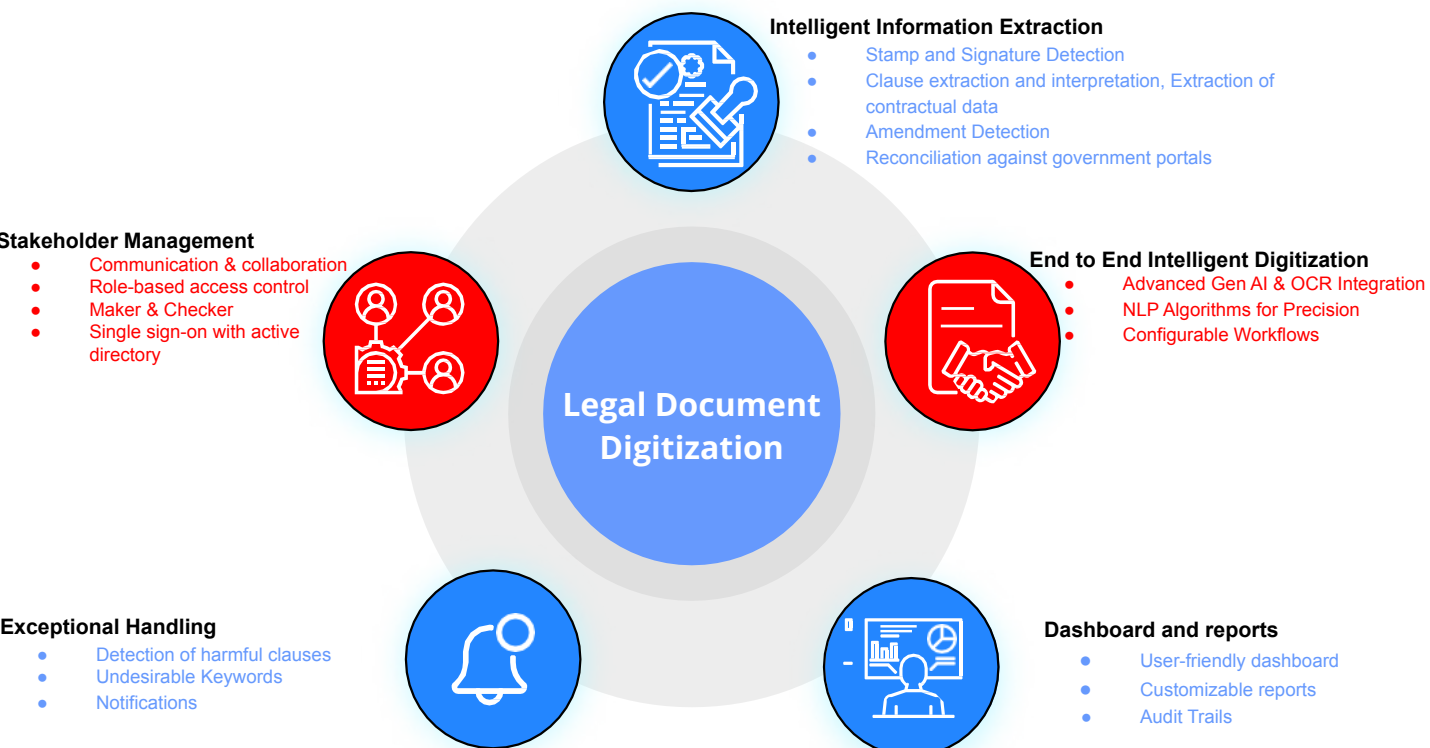 Intelligent Information Extraction
● Stamp and Signature Detection
● Clause extraction and interpretation, Extraction of
contractual data
● Amendment Detection
● Reconciliation against government portals
Stakeholder Management
● Communication & collaboration
● Role-based access control
● Maker & Checker
● Single sign-on with active
directory
End to End Intelligent Digitization
● Advanced Gen AI & OCR Integration
● NLP Algorithms for Precision
● Configurable Workflows
Legal Document
Digitization
Exceptional Handling
● Detection of harmful clauses
● Undesirable Keywords
● Notifications
Dashboard and reports
● User-friendly dashboard
● Customizable reports
● Audit Trails